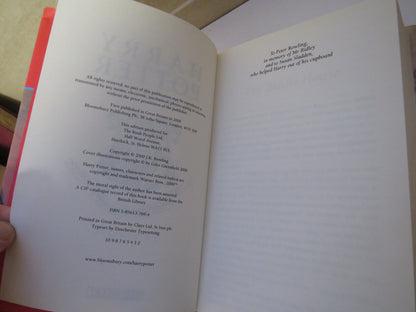 All rights reserved; no part of this publication may be reproduced or
transmitted by any means, electronic, mechanical, photocopying or otherwise,
without the prior permission of the publisher
First published in Great Britain in 2000
Bloomsbury Publishing Plc, 38 Soho Square, London,
This edition produced for
The Book People Ltd,
Hall Wood Avenue,
Haydock, St. Helens WA11 9UL
Copyright © 2000 J.K. Rowling
Cover illustrations copyright © by Giles Greenfield 2000
Harry Potter, names, characters and related indicia are
copyright and trademark Warner Bros., 2000™
The moral right of the author has been asserted
A CIP catalogue record of this book is available from the
British Library
ISBN
Printed in Great Britain by Clays Ltd, St Ives plc
Typeset by Dorchester Typesetting
10 9 8 7 6 5 4 3 2
www.bloomsbury.com/harrypotter
To Peter Rowling,
in memory of Mr Ridley
and to Susan Sladden,
who helped Harry out of his cupboard